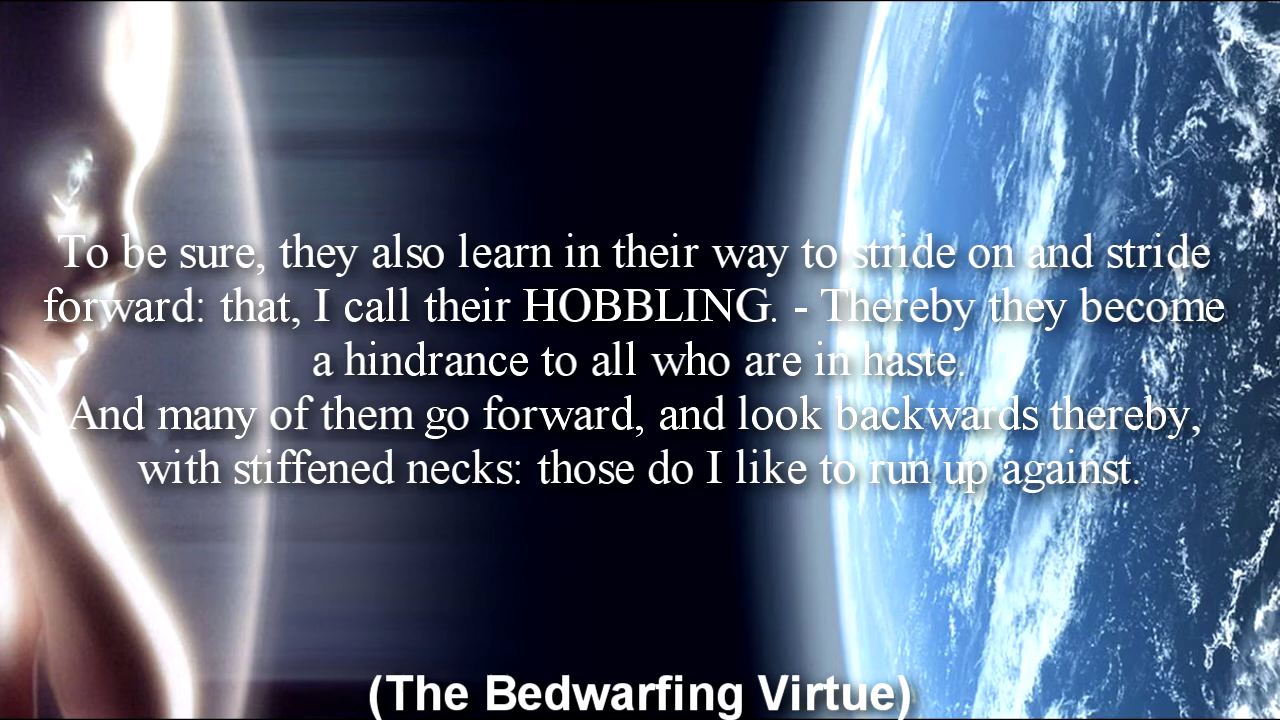 To be sure, they also learn in their way to stride on and stride
forward: that, I call their HOBBLING. - Thereby they become
a hindrance to all who are in haste.
And many of them go forward, and look backwards thereby,
with stiffened necks: those do I like to run up against.
(The Bedwarfing Virtue)